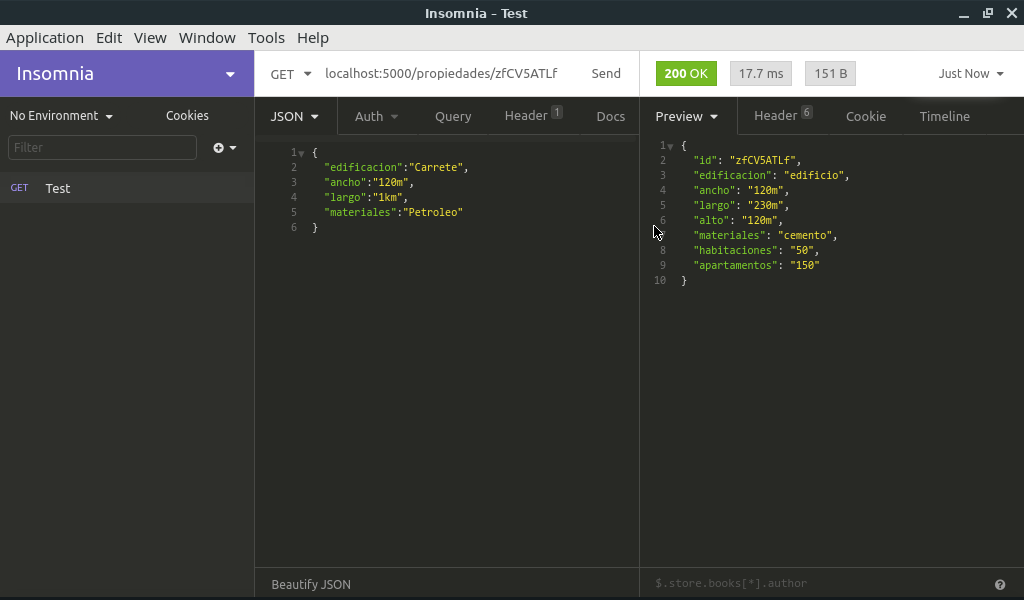 Insomnia – Test
Application Edit View Window Tools Help
Insomnia
GET localhost:5000/propiedades/zfCV5ATLf Send
200 OK 17.7 ms 151 B Just Now
No Environment Cookies
JSON Auth Query Header 1 Docs
Preview Header 6 Cookie Timeline
Filter
GET Test
1 {
2 "edificacion":"Carrete",
3 "ancho":"120m",
4 "largo":"1km",
5 "materiales":"Petroleo"
6 }
1 {
2 "id": "zfCV5ATLf",
3 "edificacion": "edificio",
4 "ancho": "120m",
5 "largo": "230m",
6 "alto": "120m",
"materiales": "cemento",
8 "habitaciones": "50",
9 "apartamentos": "150"
10 }
Beautify JSON
$.store.books[*].author